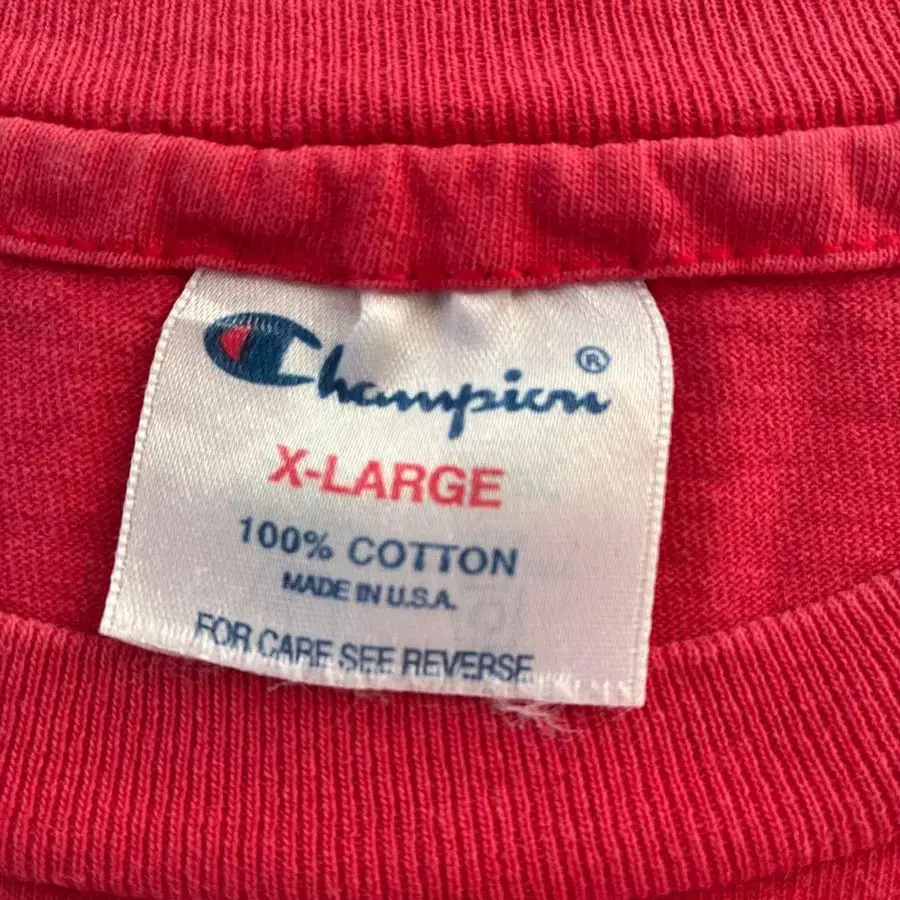 Champion®
X-LARGE
100% COTTON
MADE IN U.S.A.
FOR CARE SEE REVERSE